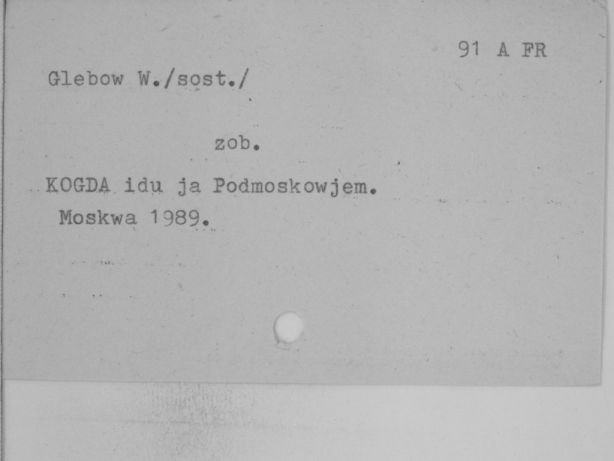 91 A FR
Glebow W./sost./
zob.
KOGDA idu ja Podmoskowjem.
Moskwa 1989.